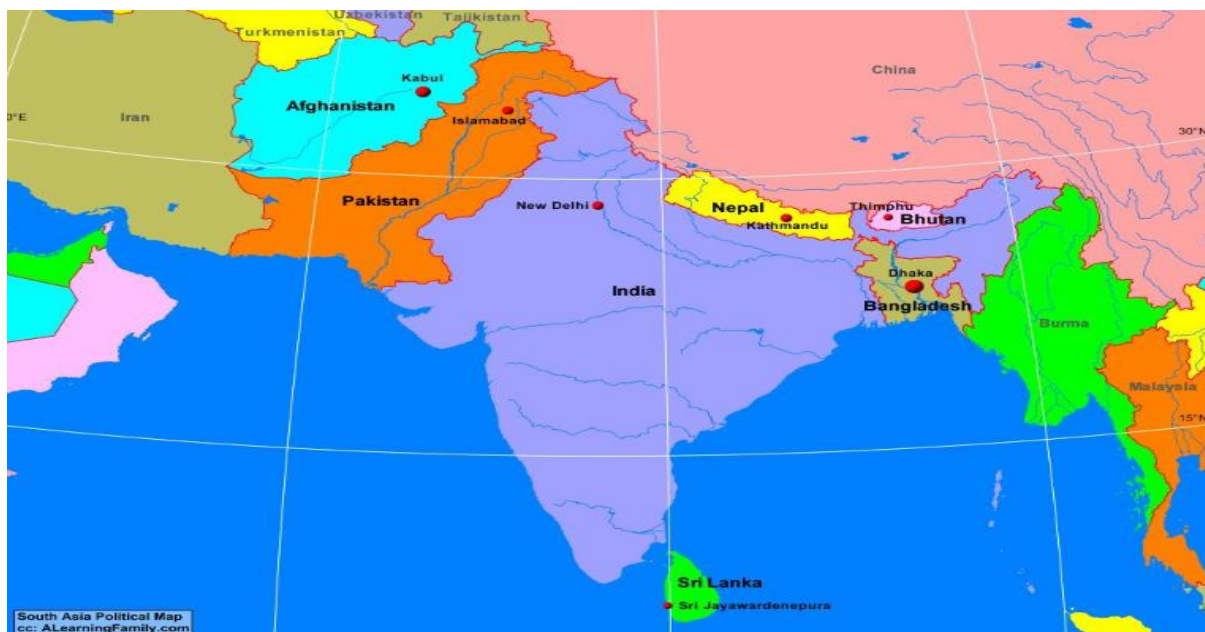 Uzbekistan
Tajikistan
Turkmenistan
Kabul
China
Afghanistan
Iran
0°E
Islamabad
30°N
Pakistan
New Delhi
Nepal
Kathmandu
Thimphu
Bhutan
Dhaka
India
Bangladesh
Burma
Malaysia
15°N
Sri Lanka
Sri Jayawardenepura
South Asia Political Map
cc: ALearningFamily.com